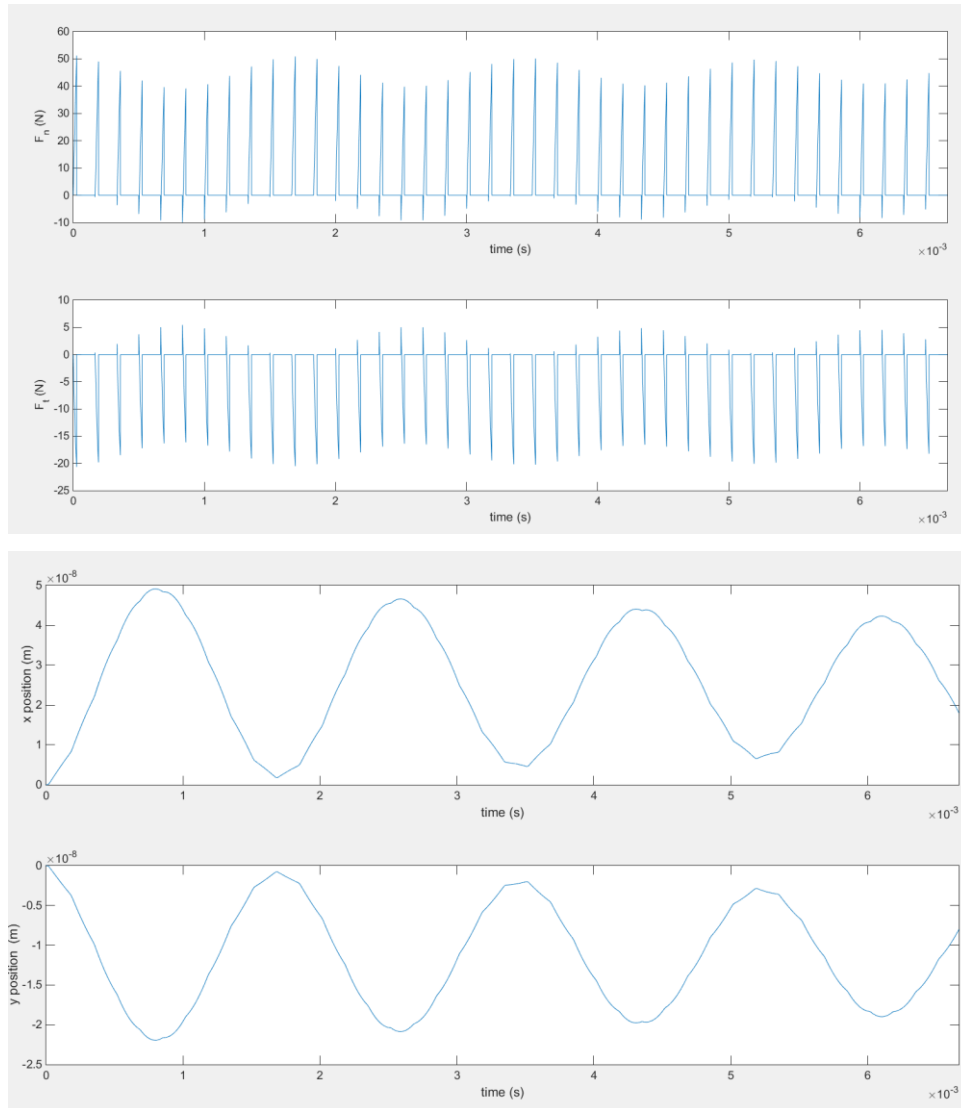 60
50
40
30
20
10
0
-10
F_n (N)
0 1 2 3 4 5 6
time (s)
×10^-3
10
5
0
-5
-10
-15
-20
-25
F_t (N)
0 1 2 3 4 5 6
time (s)
×10^-3
×10^-8
5
4
3
2
1
0
x position (m)
0 1 2 3 4 5 6
time (s)
×10^-3
×10^-8
0
-0.5
-1
-1.5
-2
-2.5
y position (m)
0 1 2 3 4 5 6
time (s)
×10^-3